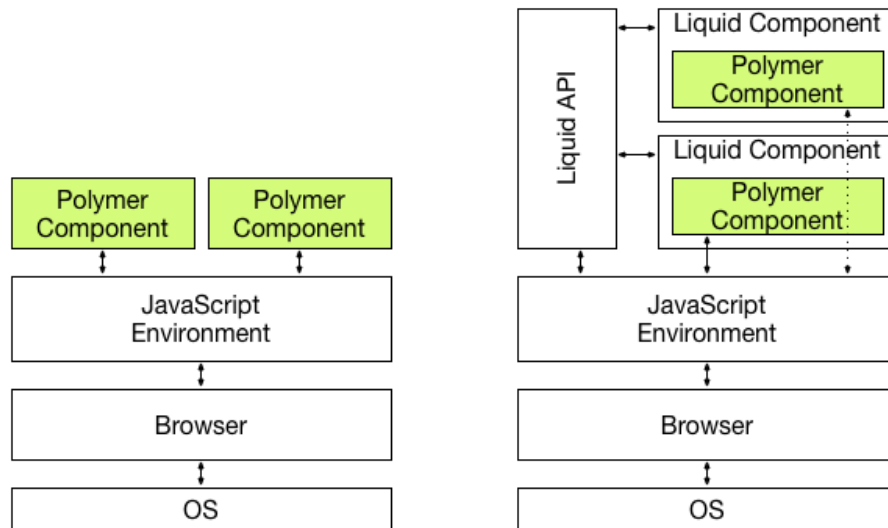 Polymer
Component
Polymer
Component
JavaScript
Environment
Browser
OS
Liquid API
Liquid Component
Polymer
Component
Liquid Component
Polymer
Component
JavaScript
Environment
Browser
OS